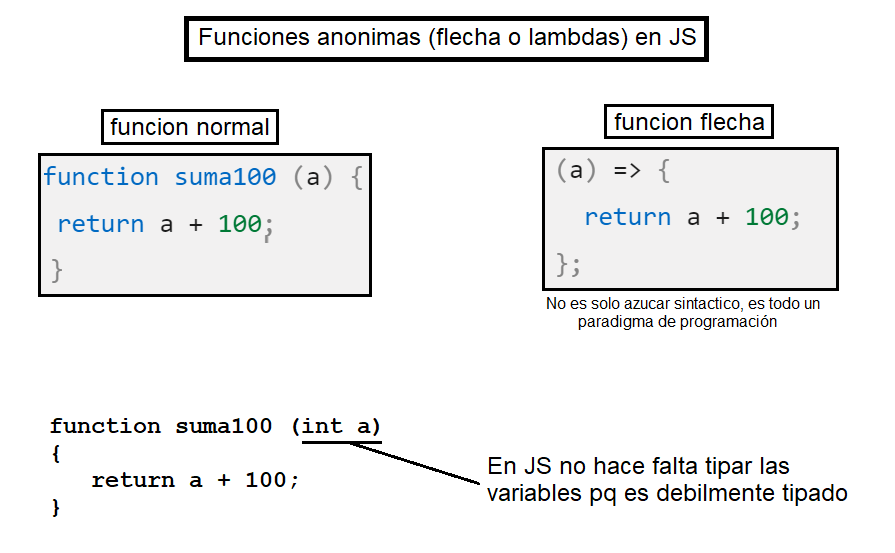 Funciones anonimas (flecha o lambdas) en JS
funcion normal
function suma100 (a) {
return a + 100;
}
funcion flecha
(a) => {
return a + 100;
};
No es solo azucar sintactico, es todo un
paradigma de programación
function suma100 (int a)
{
return a + 100;
}
En JS no hace falta tipar las
variables pq es debilmente tipado